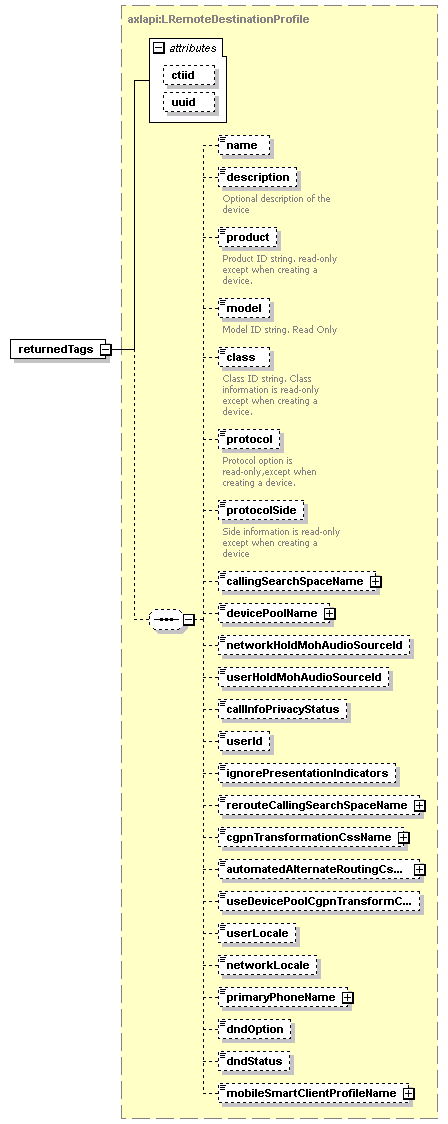 axlapi:LRemoteDestinationProfile
attributes
ctiid
uuid
name
description
Optional description of the
device
product
Product ID string. read-only
except when creating a
device.
model
Model ID string. Read Only
returnedTags
class
Class ID string. Class
information is read-only
except when creating a
device.
protocol
Protocol option is
read-only,except when
creating a device.
protocolSide
Side information is read-only
except when creating a
device
callingSearchSpaceName
devicePoolName
networkHoldMohAudioSourceId
userHoldMohAudioSourceId
callInfoPrivacyStatus
userId
ignorePresentationIndicators
rerouteCallingSearchSpaceName
cgpnTransformationCssName
automatedAlternateRoutingCs...
useDevicePoolCgpnTransformC...
userLocale
networkLocale
primaryPhoneName
dndOption
dndStatus
mobileSmartClientProfileName